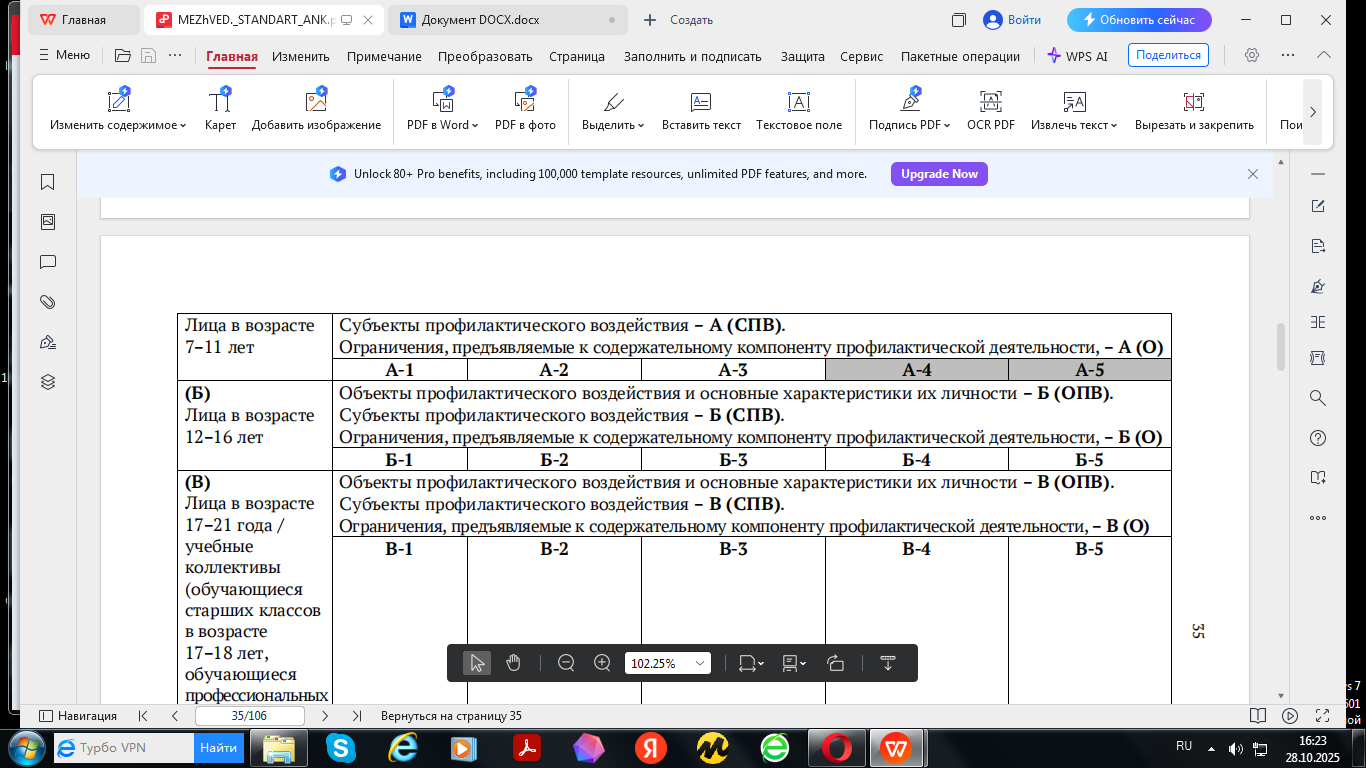 Главная
MEZhVED._STANDART_ANK.p
Документ DOCX.docx
Создать
Войти
Обновить сейчас
Меню
Главная Изменить Примечание Преобразовать Страница Заполнить и подписать Защита Сервис Пакетные операции WPS AI Поделиться
Изменить содержимое Карет Добавить изображение PDF в Word PDF в фото Выделить Вставить текст Текстовое поле Подпись PDF OCR PDF Извлечь текст Вырезать и закрепить Пои
Unlock 80+ Pro benefits, including 100,000 template resources, unlimited PDF features, and more. Upgrade Now
Лица в возрасте
7–11 лет
Субъекты профилактического воздействия – А (СПВ).
Ограничения, предъявляемые к содержательному компоненту профилактической деятельности, – А (О)
А-1 А-2 А-3 А-4 А-5
(Б)
Лица в возрасте
12–16 лет
Объекты профилактического воздействия и основные характеристики их личности – Б (ОПВ).
Субъекты профилактического воздействия – Б (СПВ).
Ограничения, предъявляемые к содержательному компоненту профилактической деятельности, – Б (О)
Б-1 Б-2 Б-3 Б-4 Б-5
(В)
Лица в возрасте
17–21 года /
учебные
коллективы
(обучающиеся
старших классов
в возрасте
17–18 лет,
обучающиеся
профессиональных
Объекты профилактического воздействия и основные характеристики их личности – В (ОПВ).
Субъекты профилактического воздействия – В (СПВ).
Ограничения, предъявляемые к содержательному компоненту профилактической деятельности, – В (О)
В-1 В-2 В-3 В-4 В-5
35
102.25%
Навигация
35/106
Вернуться на страницу 35
Турбо VPN
Найти
RU
16:23
28.10.2025